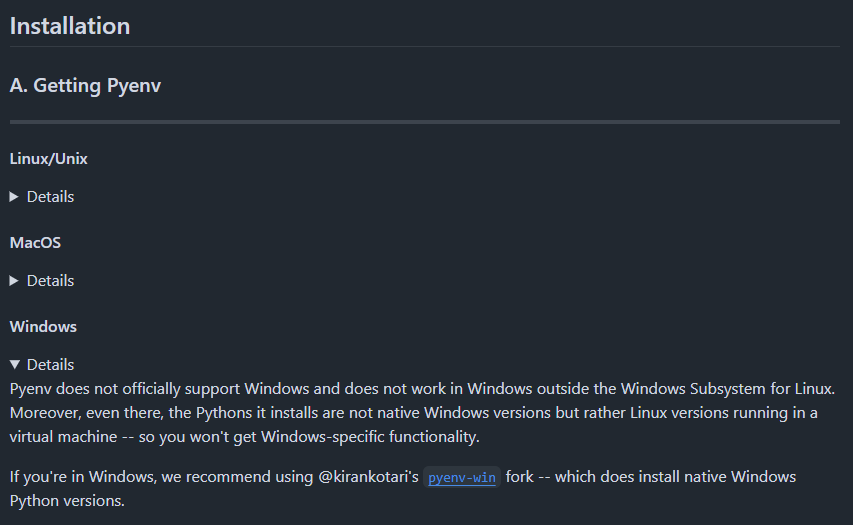 Installation
A. Getting Pyenv
Linux/Unix
Details
MacOS
Details
Windows
Details
Pyenv does not officially support Windows and does not work in Windows outside the Windows Subsystem for Linux.
Moreover, even there, the Pythons it installs are not native Windows versions but rather Linux versions running in a
virtual machine -- so you won't get Windows-specific functionality.
If you're in Windows, we recommend using @kirankotari's pyenv-win fork -- which does install native Windows
Python versions.